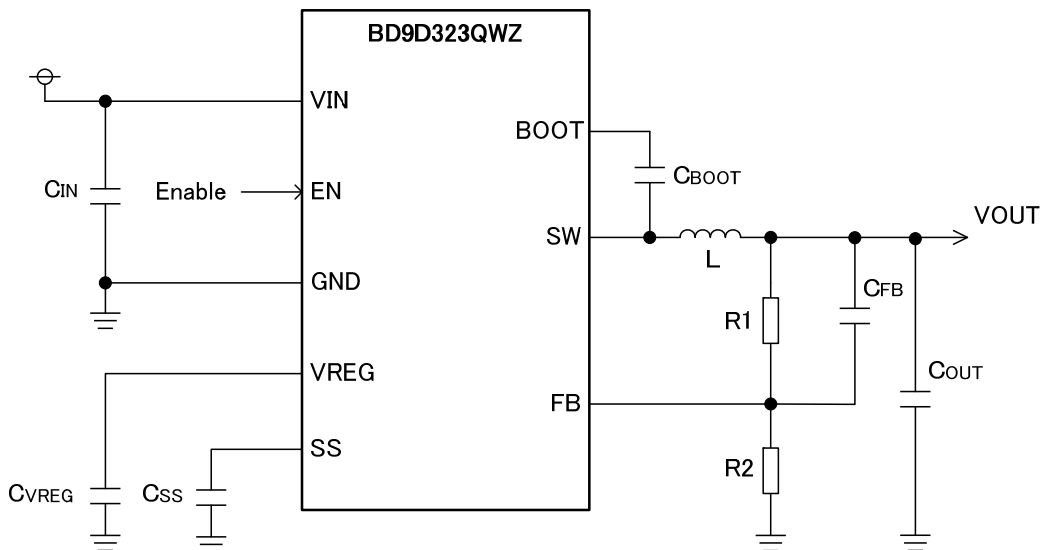 BD9D323QWZ
VIN
BOOT
CIN
CBOOT
Enable
EN
VOUT
SW
L
GND
CFB
R1
VREG
COUT
FB
SS
R2
CVREG
CSS